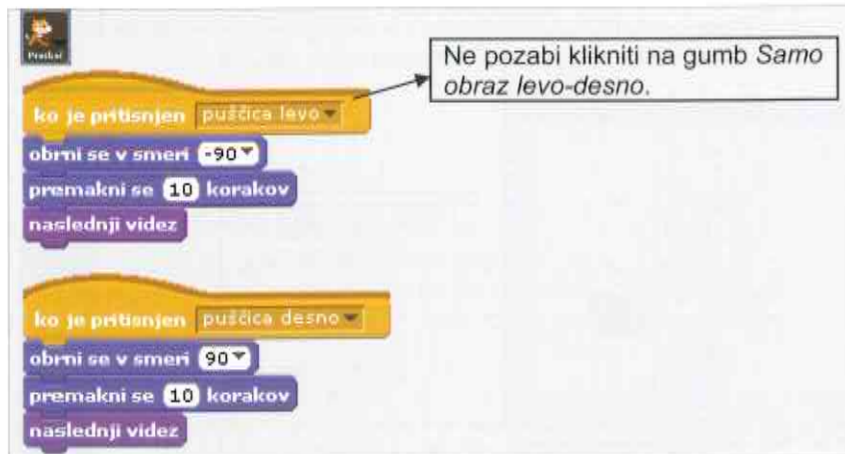 Ne pozabi klikniti na gumb Samo
obraz levo-desno.
ko je pritisnjen puščica levo
obrni se v smeri -90
premakni se 10 korakov
naslednji videz
ko je pritisnjen puščica desno
obrni se v smeri 90
premakni se 10 korakov
naslednji videz